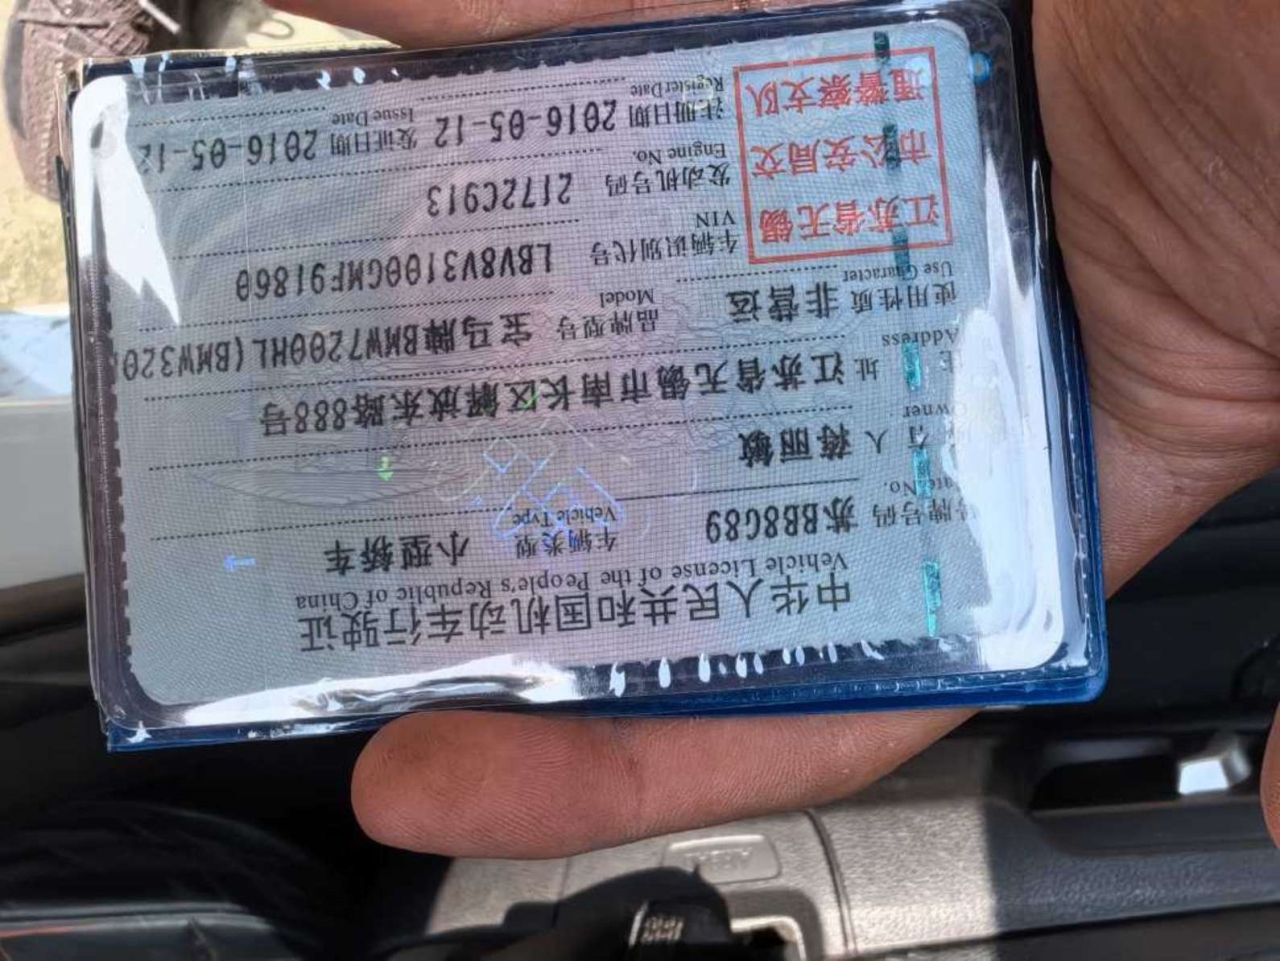 中华人民共和国机动车行驶证
Vehicle License of the People's Republic of China
号牌号码 苏BB8G89 车辆类型 小型轿车
Vehicle Type
人 蒋丽敏
Owner
址 江苏省无锡市南长区解放东路888号
Address
使用性质 非营运 品牌型号 宝马牌BMW7200HL(BMW320
Use Character Model
江苏省无锡
市公安局交
通警察支队
车辆识别代号 LBV8V3100GMF91860
VIN
发动机号码 2172C913
Engine No.
注册日期 2016-05-12 发证日期 2016-05-12
Register Date Issue Date